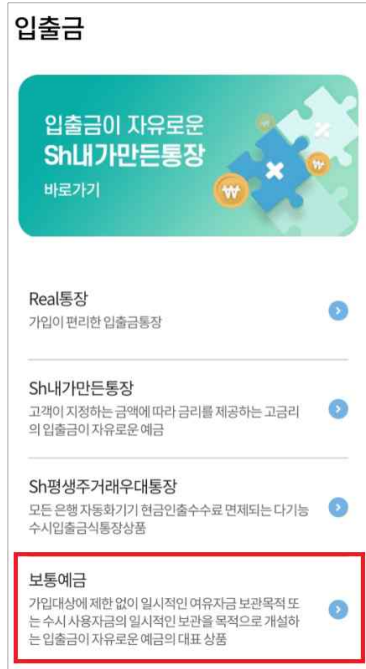 입출금
입출금이 자유로운
Sh내가만든통장
바로가기
Real통장
가입이 편리한 입출금통장
Sh내가만든통장
고객이 지정하는 금액에 따라 금리를 제공하는 고금리
의 입출금이 자유로운 예금
Sh평생주거래우대통장
모든 은행 자동화기기 현금인출수수료 면제되는 다기능
수시입출금식통장상품
보통예금
가입대상에 제한 없이 일시적인 여유자금 보관목적 또
는 수시 사용자금의 일시적인 보관을 목적으로 개설하
는 입출금이 자유로운 예금의 대표 상품